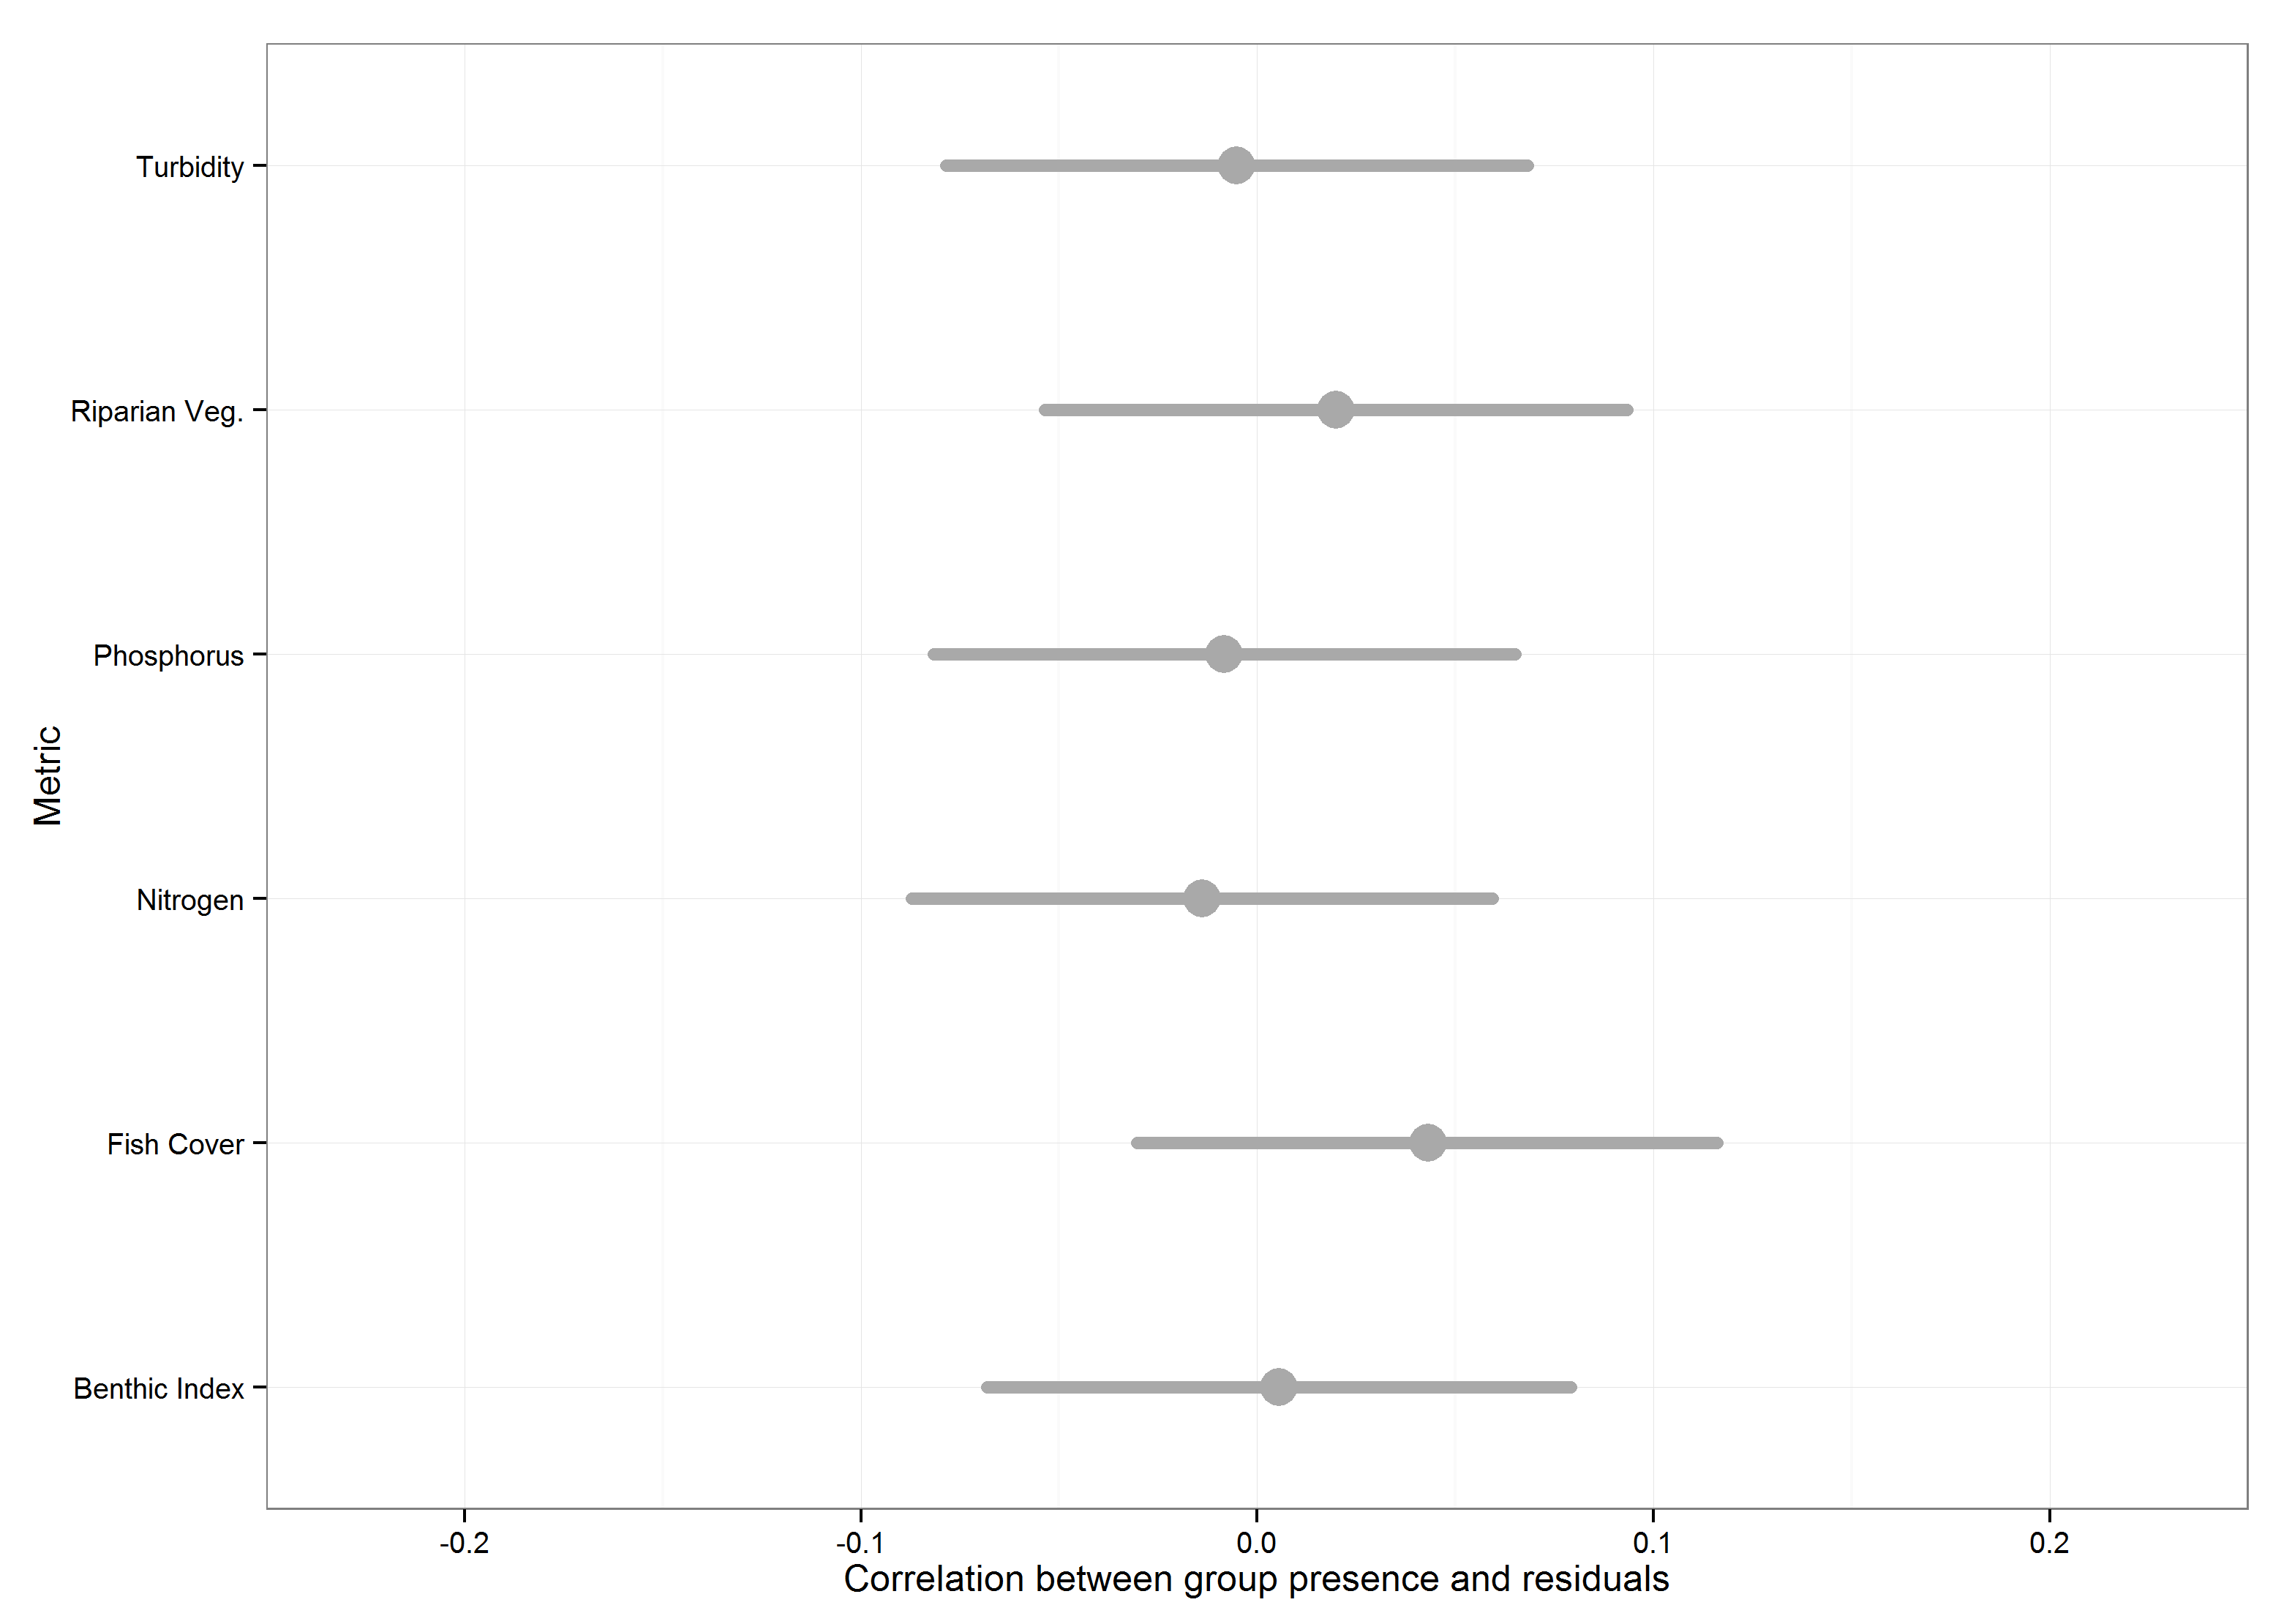 Turbidity
Riparian Veg.
Phosphorus
Metric
Nitrogen
Fish Cover
Benthic Index
-0.2 -0.1 0.0 0.1 0.2
Correlation between group presence and residuals